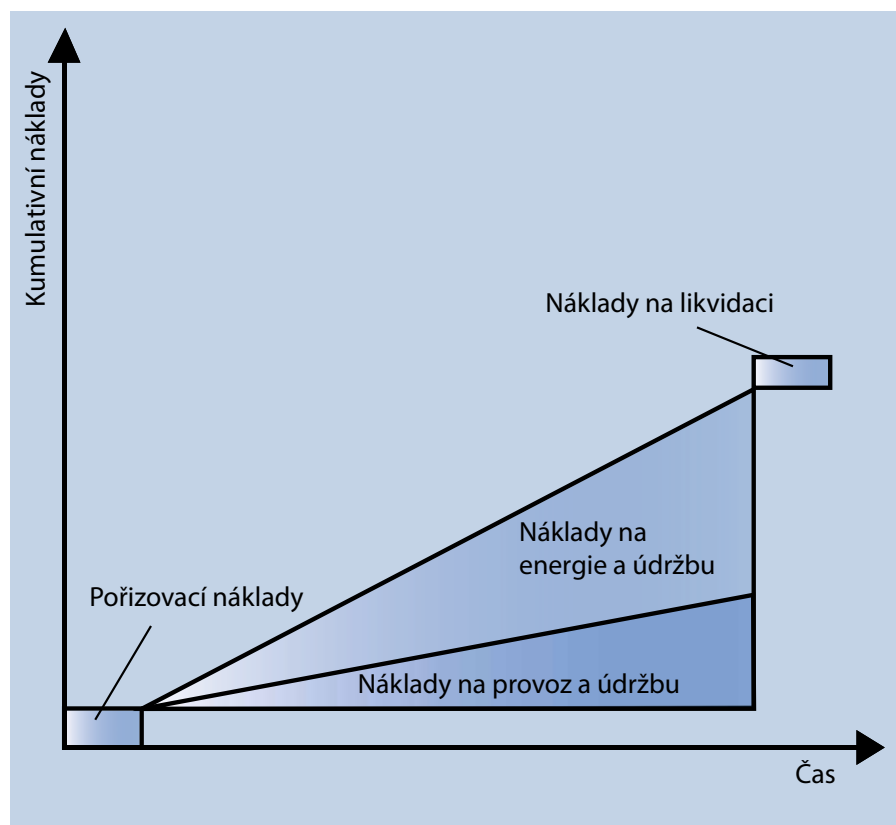 Kumulativní náklady
Náklady na likvidaci
Náklady na
energie a údržbu
Pořizovací náklady
Náklady na provoz a údržbu
Čas